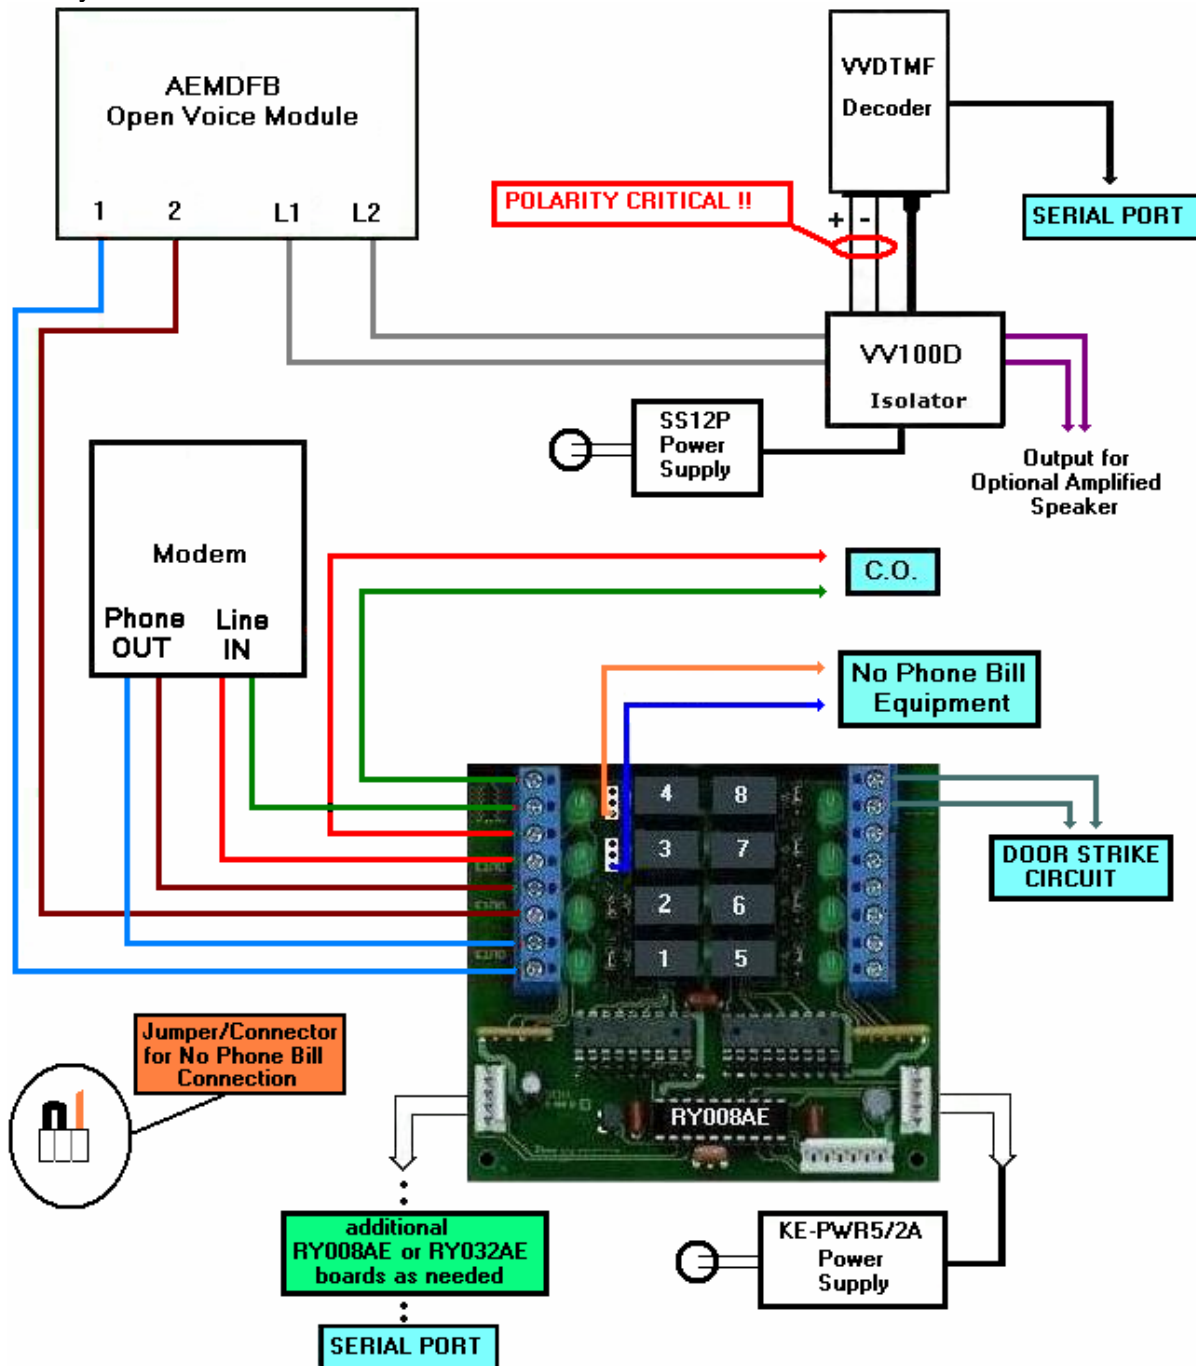 AEMDFB
Open Voice Module
1 2 L1 L2
VVDTMF
Decoder
POLARITY CRITICAL !!
+ -
SERIAL PORT
VV100D
Isolator
SS12P
Power
Supply
Output for
Optional Amplified
Speaker
Modem
Phone
OUT
Line
IN
C.O.
No Phone Bill
Equipment
4 8
3 7
2 6
1 5
DOOR STRIKE
CIRCUIT
Jumper/Connector
for No Phone Bill
Connection
RY008AE
additional
RY008AE or RY032AE
boards as needed
SERIAL PORT
KE-PWR5/2A
Power
Supply